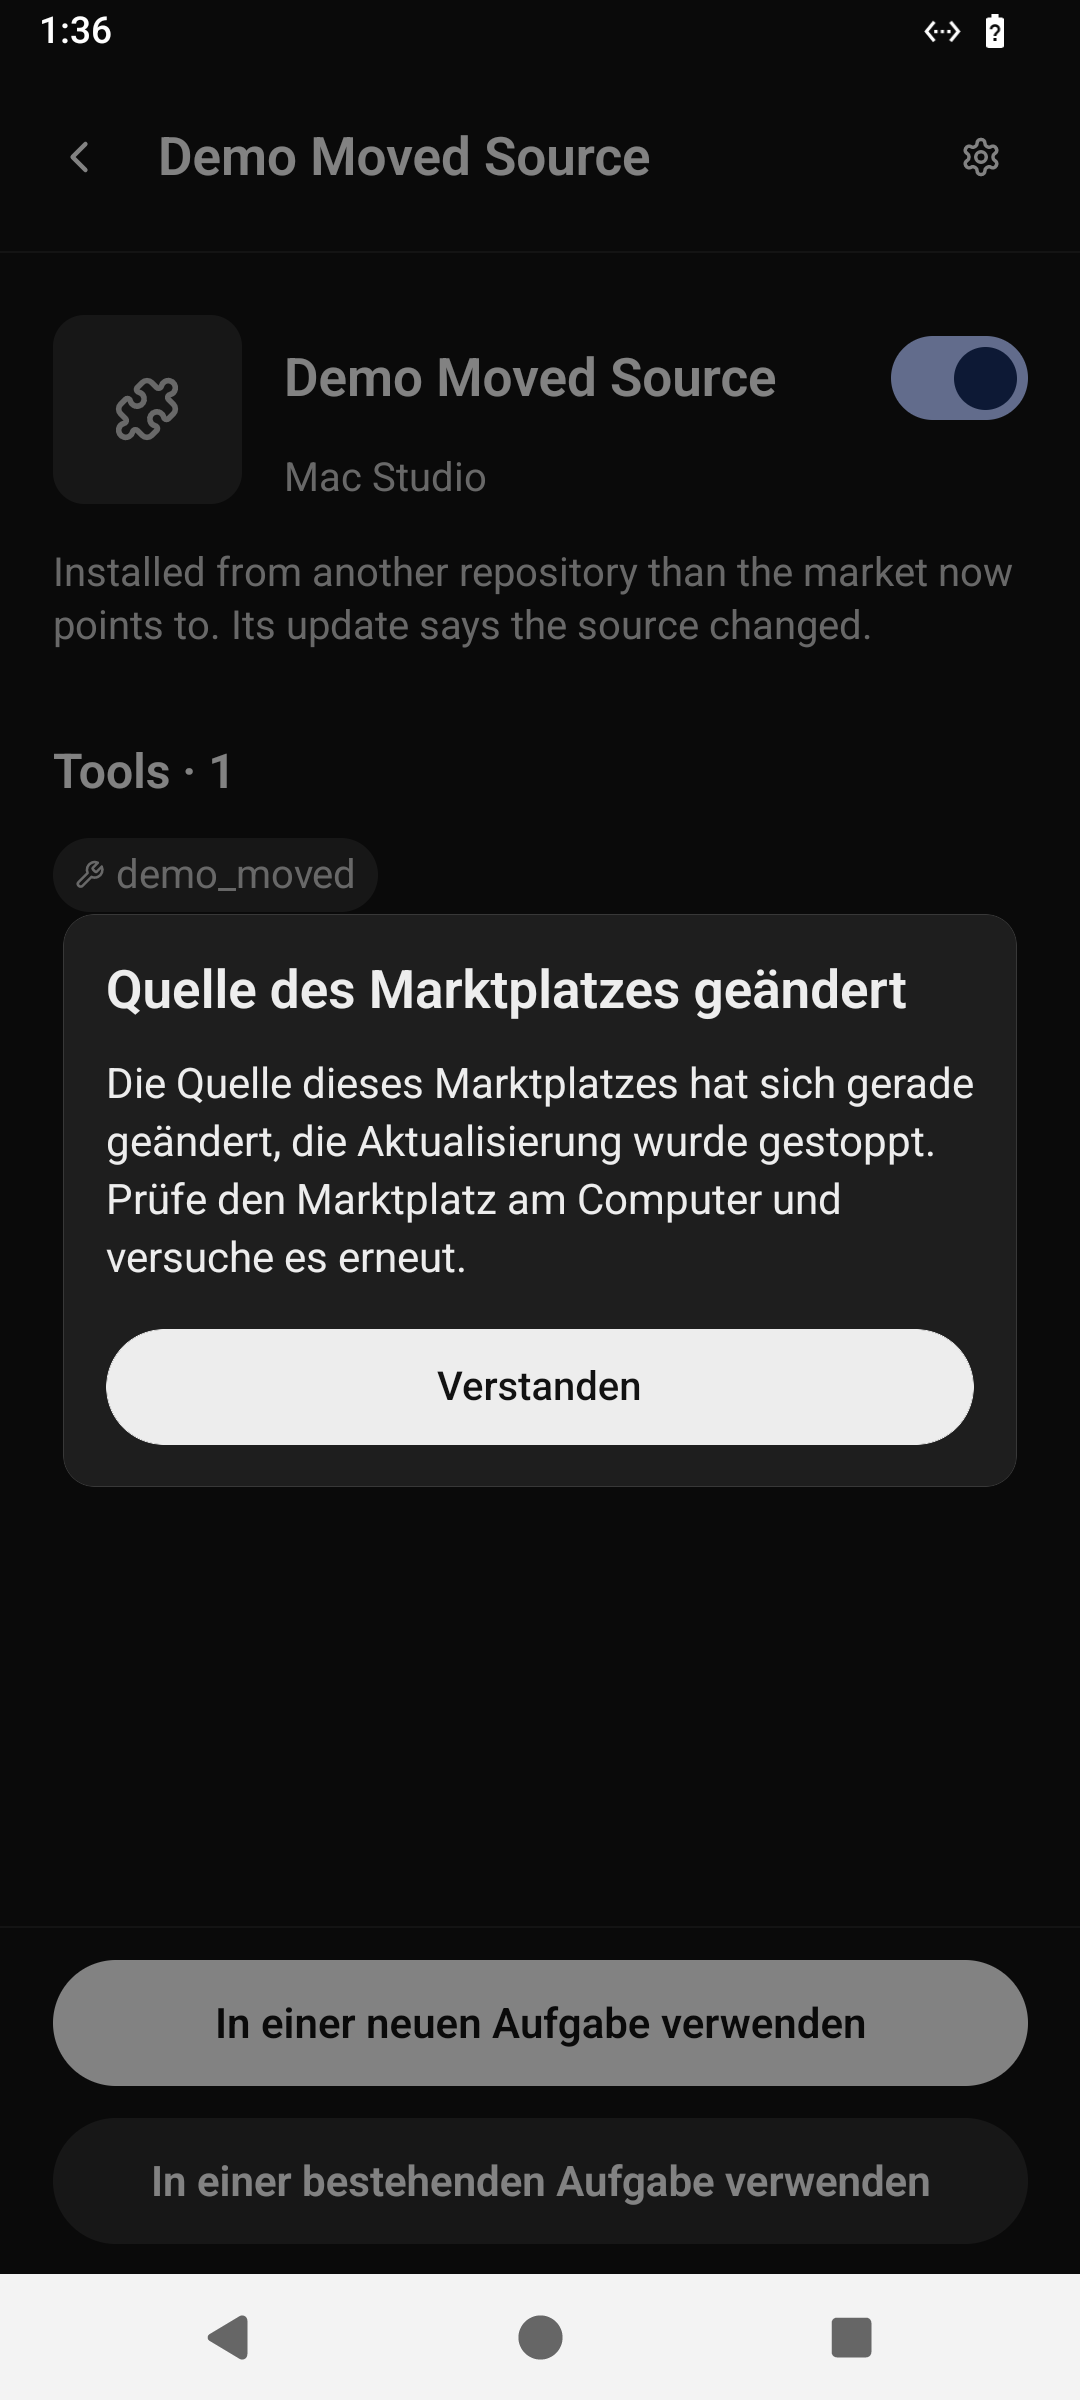 1:36
Demo Moved Source
Demo Moved Source
Mac Studio
Installed from another repository than the market now
points to. Its update says the source changed.
Tools · 1
demo_moved
Quelle des Marktplatzes geändert
Die Quelle dieses Marktplatzes hat sich gerade
geändert, die Aktualisierung wurde gestoppt.
Prüfe den Marktplatz am Computer und
versuche es erneut.
Verstanden
In einer neuen Aufgabe verwenden
In einer bestehenden Aufgabe verwenden